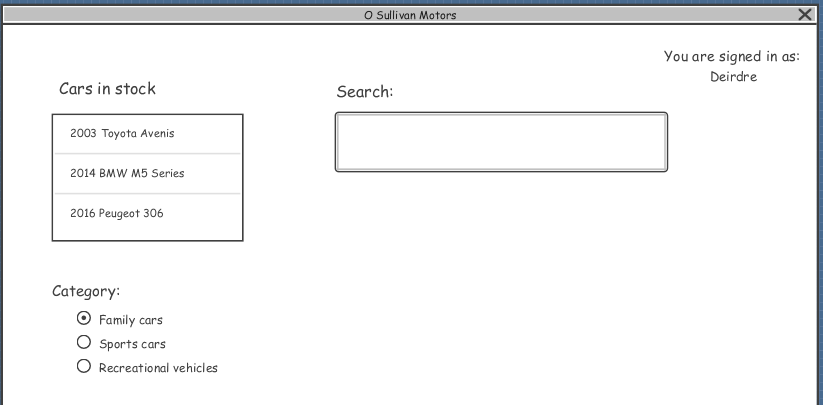 O Sullivan Motors
You are signed in as:
Deirdre
Cars in stock
2003 Toyota Avenis
2014 BMW M5 Series
2016 Peugeot 306
Search:
Category:
Family cars
Sports cars
Recreational vehicles